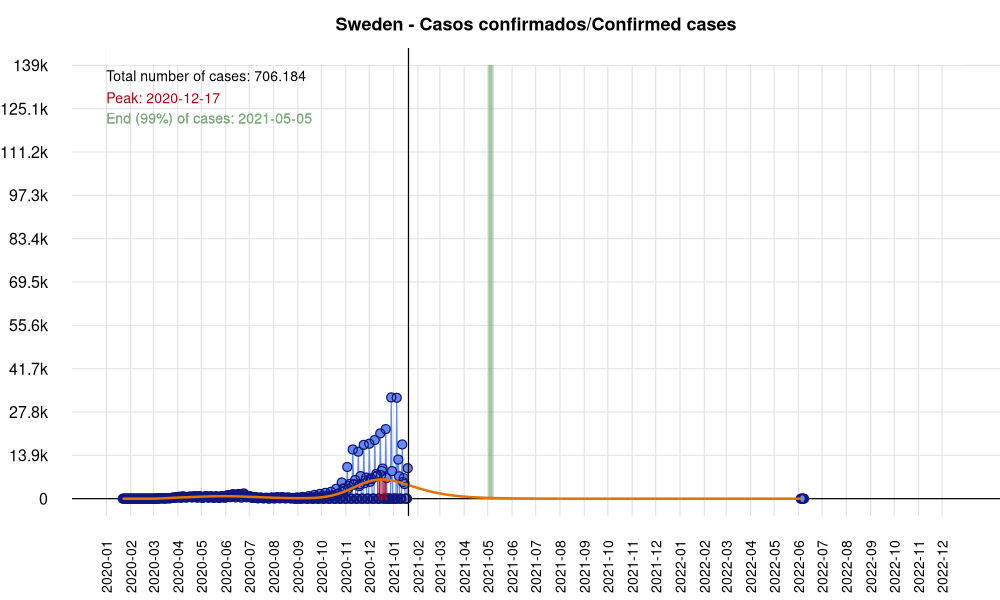 Sweden - Casos confirmados/Confirmed cases
Total number of cases: 706.184
Peak: 2020-12-17
End (99%) of cases: 2021-05-05
139k
125.1k
111.2k
97.3k
83.4k
69.5k
55.6k
41.7k
27.8k
13.9k
0
2020-01
2020-02
2020-03
2020-04
2020-05
2020-06
2020-07
2020-08
2020-09
2020-10
2020-11
2020-12
2021-01
2021-02
2021-03
2021-04
2021-05
2021-06
2021-07
2021-08
2021-09
2021-10
2021-11
2021-12
2022-01
2022-02
2022-03
2022-04
2022-05
2022-06
2022-07
2022-08
2022-09
2022-10
2022-11
2022-12